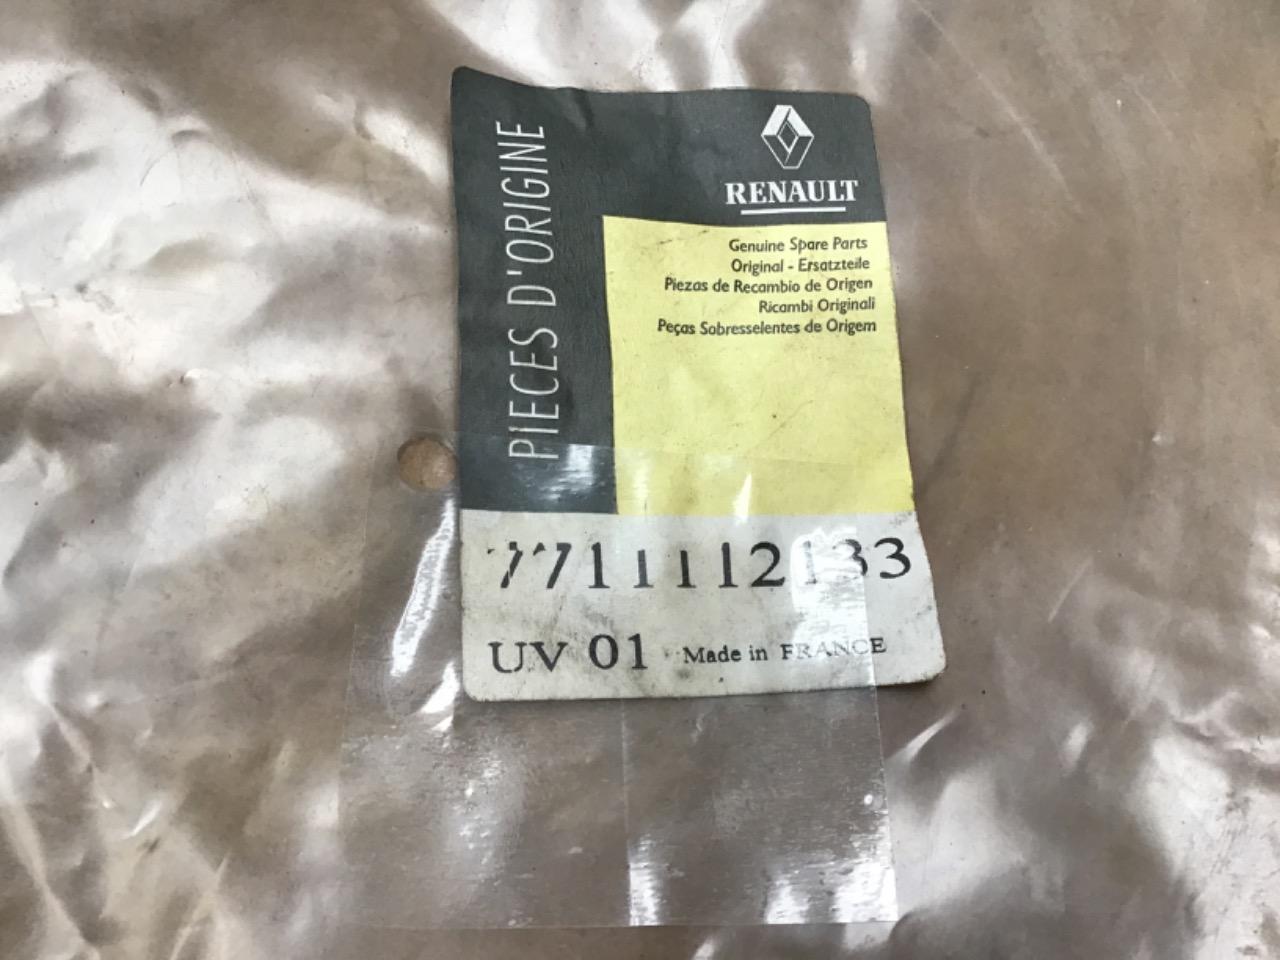 PIECES D'ORIGINE
RENAULT
Genuine Spare Parts
Original - Ersatzteile
Piezas de Recambio de Origen
Ricambi Originali
Peças Sobresselentes de Origem
7711112133
UV 01 Made in FRANCE